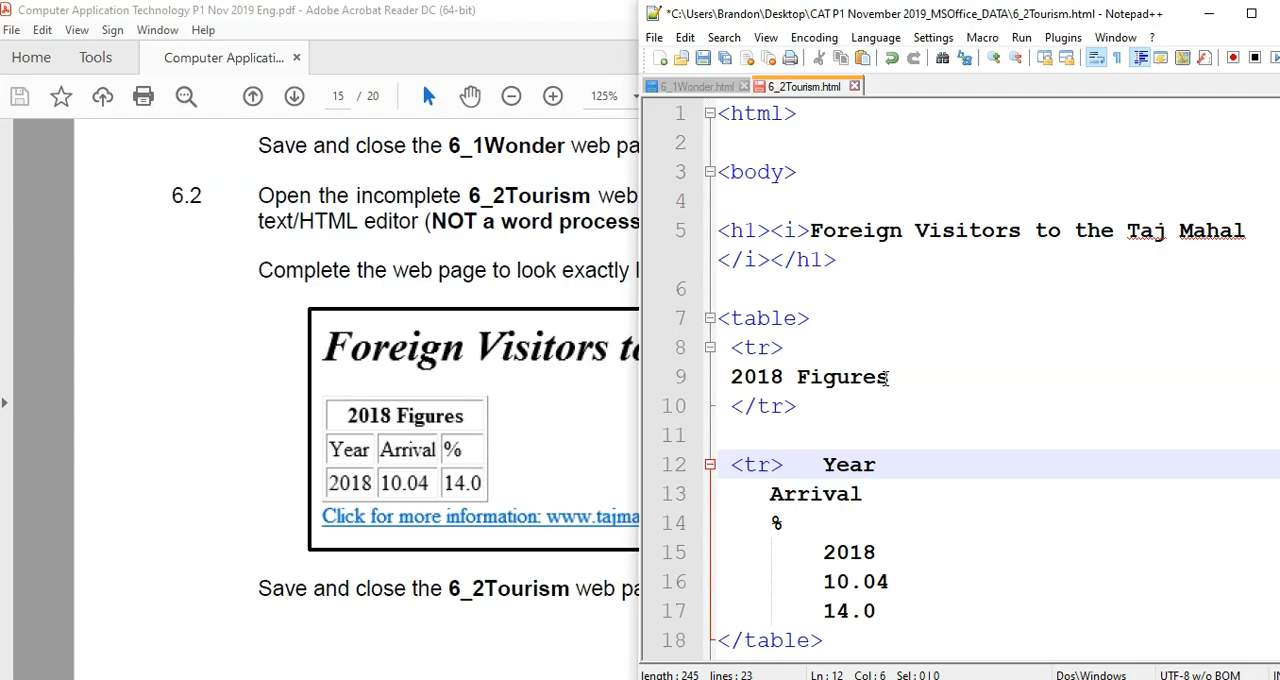 Computer Application Technology P1 Nov 2019 Eng.pdf - Adobe Acrobat Reader DC (64-bit)
File Edit View Sign Window Help
Home Tools Computer Applicati... ×
15 / 20 125%
Save and close the 6_1Wonder web pa
6.2 Open the incomplete 6_2Tourism web
text/HTML editor (NOT a word process
Complete the web page to look exactly l
Foreign Visitors to
2018 Figures
Year Arrival %
2018 10.04 14.0
Click for more information: www.tajma
Save and close the 6_2Tourism web pa
*C:\Users\Brandon\Desktop\CAT P1 November 2019_MSOffice_DATA\6_2Tourism.html - Notepad++
File Edit Search View Encoding Language Settings Macro Run Plugins Window ?
6_1Wonder.html 6_2Tourism.html
1 <html>
2
3 <body>
4
5 <h1><i>Foreign Visitors to the Taj Mahal
</i></h1>
6
7 <table>
8 <tr>
9 2018 Figures
10 </tr>
11
12 <tr> Year
13 Arrival
14 %
15 2018
16 10.04
17 14.0
18 </table>
length : 245 lines : 23 Ln : 12 Col : 6 Sel : 0 | 0 Dos\Windows UTF-8 w/o BOM